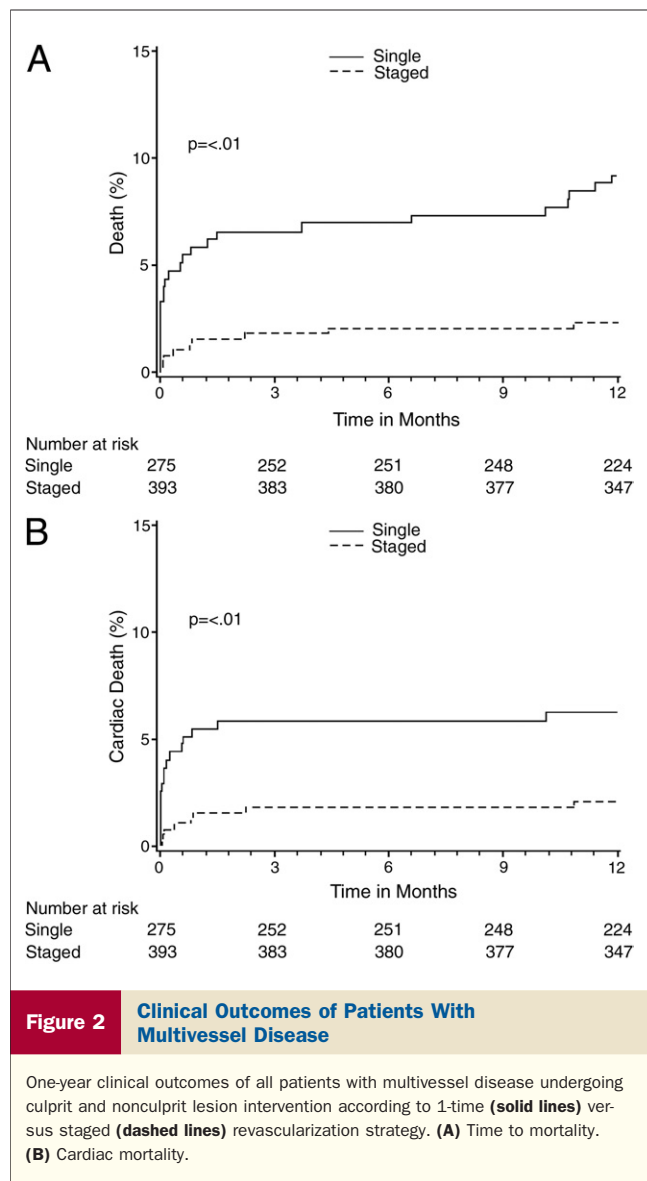 A
15
Single
Staged
p=<.01
10
Death (%)
5
0
0 3 6 9 12
Time in Months
Number at risk
Single 275 252 251 248 224
Staged 393 383 380 377 347
B
15
Single
Staged
p=<.01
10
Cardiac Death (%)
5
0
0 3 6 9 12
Time in Months
Number at risk
Single 275 252 251 248 224
Staged 393 383 380 377 347
Figure 2
Clinical Outcomes of Patients With
Multivessel Disease
One-year clinical outcomes of all patients with multivessel disease undergoing
culprit and nonculprit lesion intervention according to 1-time (solid lines) ver-
sus staged (dashed lines) revascularization strategy. (A) Time to mortality.
(B) Cardiac mortality.